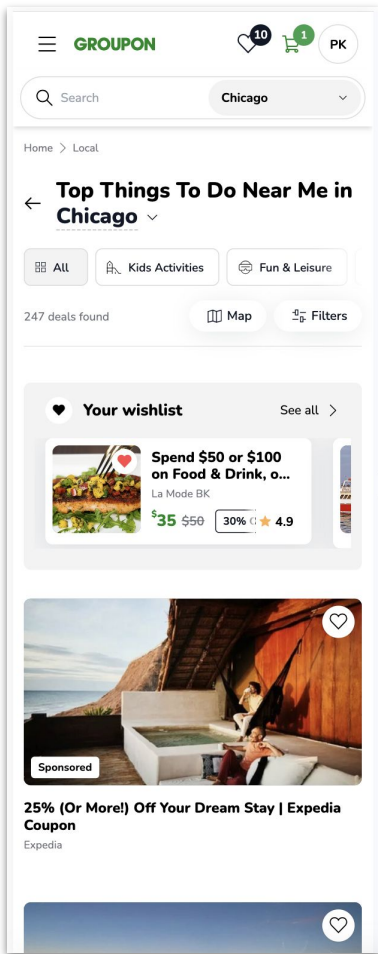 GROUPON
10
1
PK
Search
Chicago
Home > Local
Top Things To Do Near Me in
Chicago
All
Kids Activities
Fun & Leisure
247 deals found
Map
Filters
Your wishlist
See all
Spend $50 or $100
on Food & Drink, o...
La Mode BK
$35 $50 30% 4.9
Sponsored
25% (Or More!) Off Your Dream Stay | Expedia
Coupon
Expedia